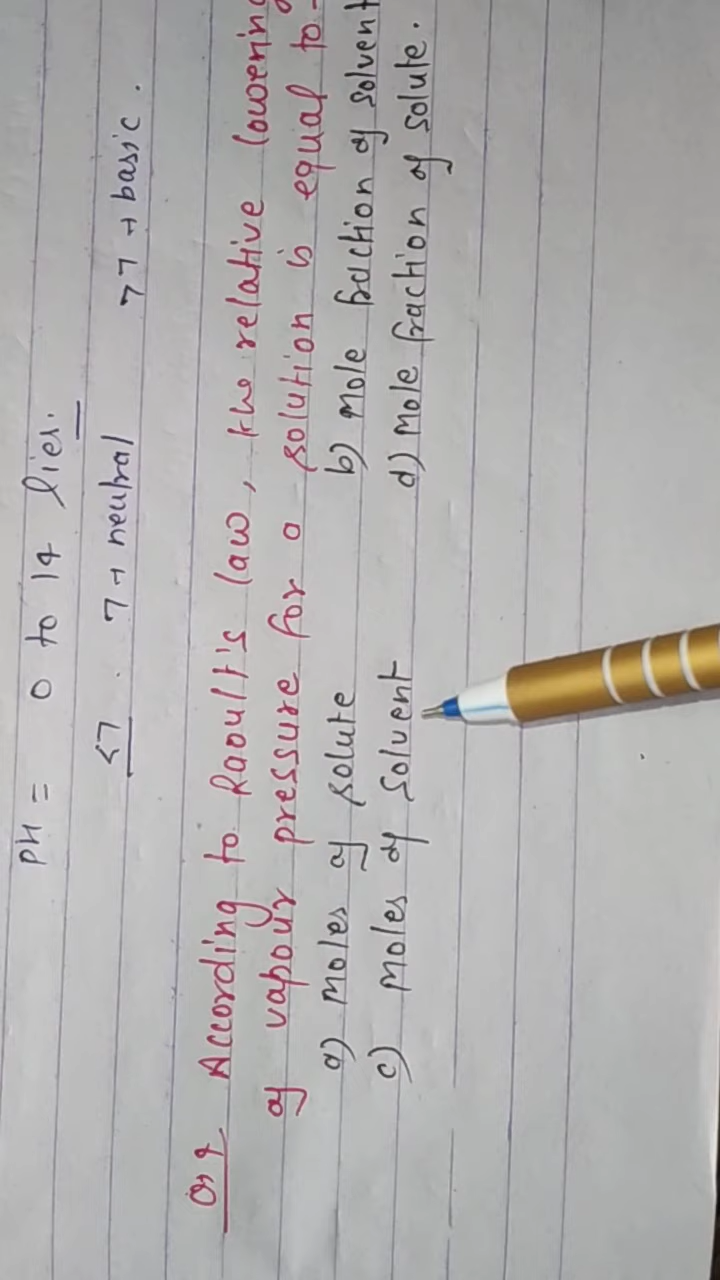 PH = 0 to 14 lies.
<7. 7→ neutral >7 → basic.
Qs 9 According to Raoult's law, the relative lowering
of vapour pressure for a solution is equal to-
a) Moles of solute b) Mole fraction of solvent
c) Moles of Solvent d) Mole fraction of solute.